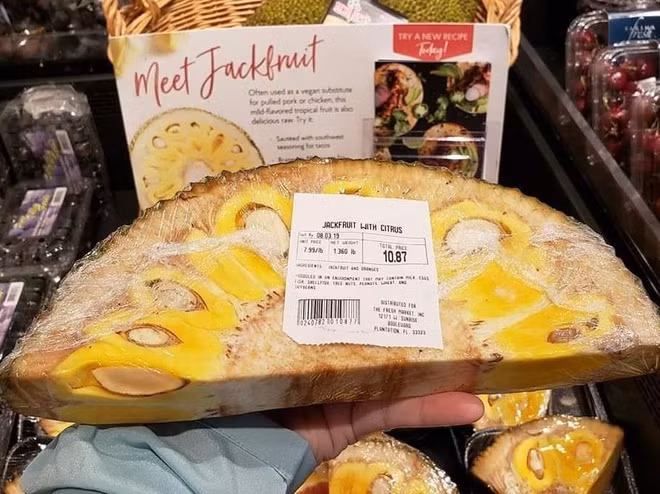 TRY A NEW RECIPE
Today!
Meet Jackfruit
Often used as a vegan substitute
for pulled pork or chicken, this
mild-flavored tropical fruit is also
delicious raw. Try it:
Sautéed with southwest
seasoning for tacos
JACKFRUIT WITH CITRUS
08.03.19
UNIT PRICE NET WEIGHT TOTAL PRICE
7.99/lb 1.360 lb 10.87
INGREDIENTS: JACKFRUIT AND ORANGES
PRODUCED IN AN ENVIRONMENT THAT MAY CONTAIN MILK, EGGS
FISH, SHELLFISH, TREE NUTS, PEANUTS, WHEAT, AND
SOYBEANS
DISTRIBUTED FOR
THE FRESH MARKET INC
12171 W SUNRISE
BOULEVARD
PLANTATION, FL 33323
fresh